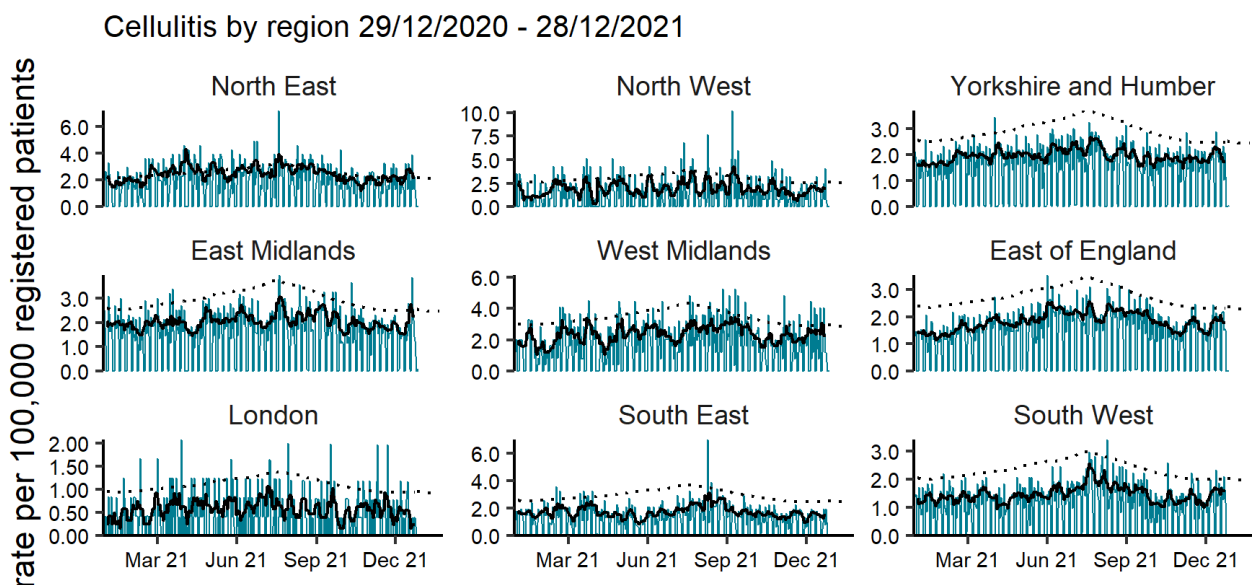 Cellulitis by region 29/12/2020 - 28/12/2021
rate per 100,000 registered patients
North East
6.0
4.0
2.0
0.0
North West
10.0
7.5
5.0
2.5
0.0
Yorkshire and Humber
3.0
2.0
1.0
0.0
East Midlands
3.0
2.0
1.0
0.0
West Midlands
6.0
4.0
2.0
0.0
East of England
3.0
2.0
1.0
0.0
London
2.00
1.50
1.00
0.50
0.00
South East
6.0
4.0
2.0
0.0
South West
3.0
2.0
1.0
0.0
Mar 21 Jun 21 Sep 21 Dec 21
Mar 21 Jun 21 Sep 21 Dec 21
Mar 21 Jun 21 Sep 21 Dec 21